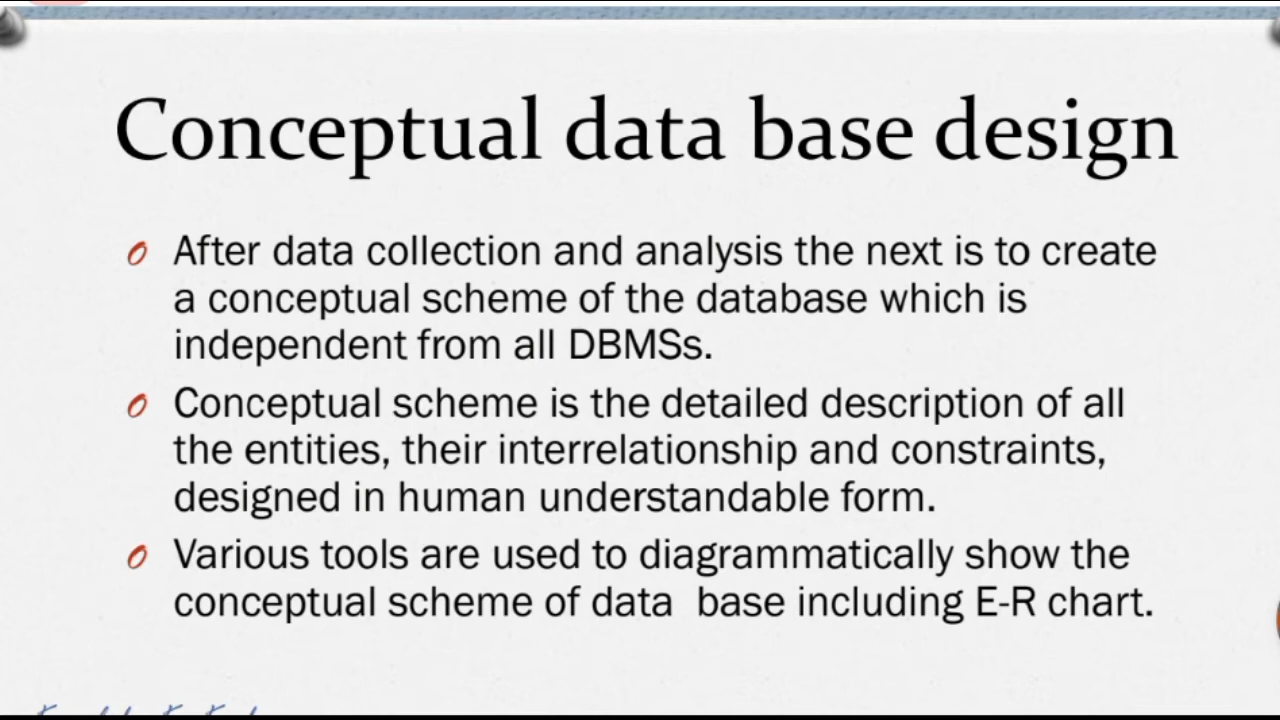 Conceptual data base design
After data collection and analysis the next is to create
a conceptual scheme of the database which is
independent from all DBMSs.
Conceptual scheme is the detailed description of all
the entities, their interrelationship and constraints,
designed in human understandable form.
Various tools are used to diagrammatically show the
conceptual scheme of data  base including E-R chart.